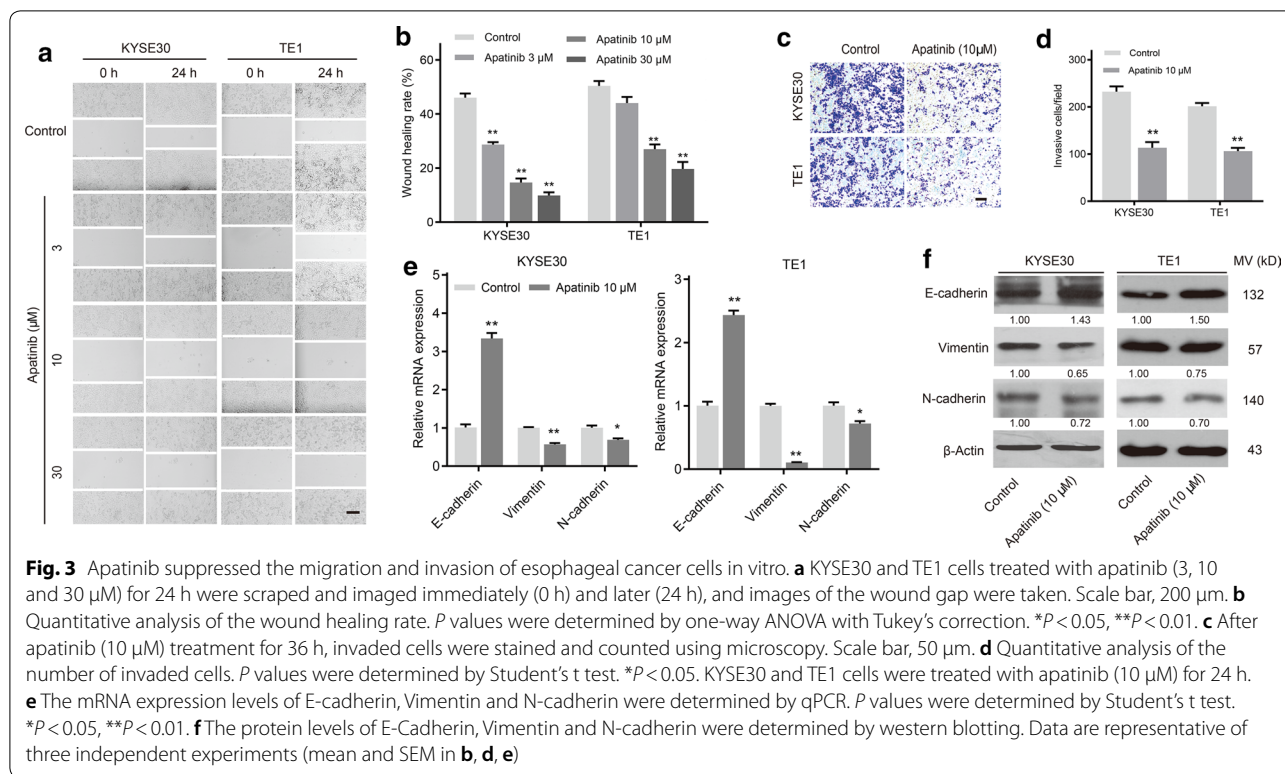 a
KYSE30 TE1
0 h 24 h 0 h 24 h
Control
Apatinib (μM)
3
10
30
b
Control Apatinib 10 μM
Apatinib 3 μM Apatinib 30 μM
Wound healing rate (%)
60
40
20
0
** ** ** ** **
KYSE30 TE1
c
Control Apatinib (10μM)
KYSE30
TE1
d
Control
Apatinib 10 μM
Invasive cells/field
300
200
100
0
** **
KYSE30 TE1
e
KYSE30
Control Apatinib 10 μM
Relative mRNA expression
5
4
3
2
1
0
** ** *
E-cadherin Vimentin N-cadherin
TE1
Relative mRNA expression
3
2
1
0
** ** *
E-cadherin Vimentin N-cadherin
f
KYSE30 TE1 MV (kD)
E-cadherin 132
1.00 1.43 1.00 1.50
Vimentin 57
1.00 0.65 1.00 0.75
N-cadherin 140
1.00 0.72 1.00 0.70
β-Actin 43
Control Apatinib (10 μM) Control Apatinib (10 μM)
Fig. 3 Apatinib suppressed the migration and invasion of esophageal cancer cells in vitro. a KYSE30 and TE1 cells treated with apatinib (3, 10
and 30 μM) for 24 h were scraped and imaged immediately (0 h) and later (24 h), and images of the wound gap were taken. Scale bar, 200 μm. b
Quantitative analysis of the wound healing rate. P values were determined by one-way ANOVA with Tukey's correction. *P < 0.05, **P < 0.01. c After
apatinib (10 μM) treatment for 36 h, invaded cells were stained and counted using microscopy. Scale bar, 50 μm. d Quantitative analysis of the
number of invaded cells. P values were determined by Student's t test. *P < 0.05. KYSE30 and TE1 cells were treated with apatinib (10 μM) for 24 h.
e The mRNA expression levels of E-cadherin, Vimentin and N-cadherin were determined by qPCR. P values were determined by Student's t test.
*P < 0.05, **P < 0.01. f The protein levels of E-Cadherin, Vimentin and N-cadherin were determined by western blotting. Data are representative of
three independent experiments (mean and SEM in b, d, e)